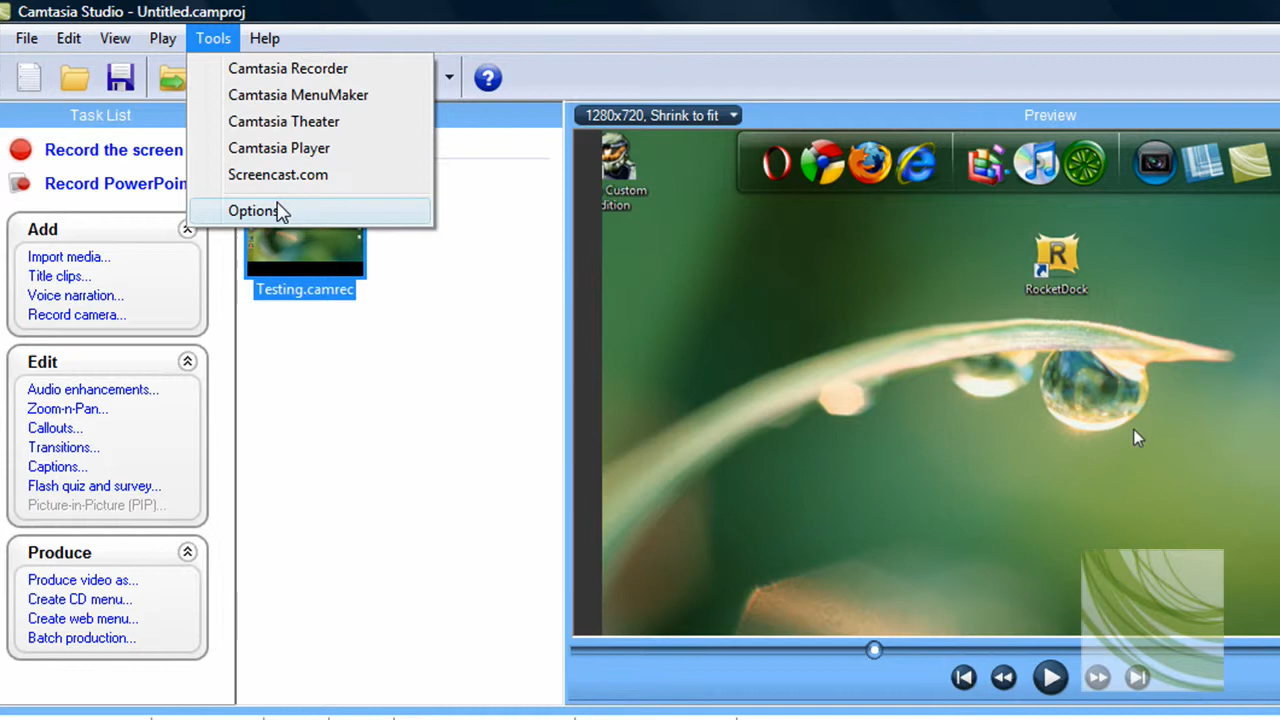 Camtasia Studio - Untitled.camproj
File Edit View Play Tools Help
Camtasia Recorder
Camtasia MenuMaker
Camtasia Theater
Camtasia Player
Screencast.com
Options
Task List
Record the screen
Record PowerPoin
Add
Import media...
Title clips...
Voice narration...
Record camera...
Edit
Audio enhancements...
Zoom-n-Pan...
Callouts...
Transitions...
Captions...
Flash quiz and survey...
Picture-in-Picture (PIP)...
Produce
Produce video as...
Create CD menu...
Create web menu...
Batch production...
Testing.camrec
1280x720, Shrink to fit
Preview
Custom
dition
RocketDock